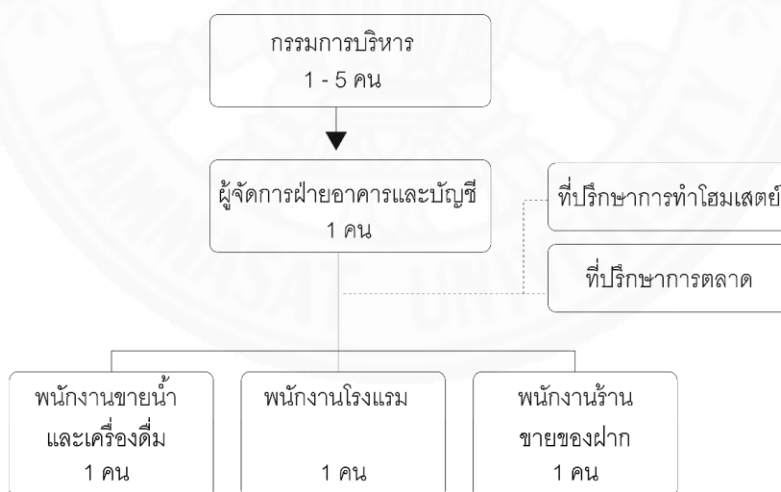 กรรมการบริหาร
1 - 5 คน
ผู้จัดการฝ่ายอาคารและบัญชี
1 คน
ที่ปรึกษาการทำโฮมเสตย์
ที่ปรึกษาการตลาด
พนักงานขายน้ำ
และเครื่องดื่ม
1 คน
พนักงานโรงแรม
1 คน
พนักงานร้าน
ขายของฝาก
1 คน